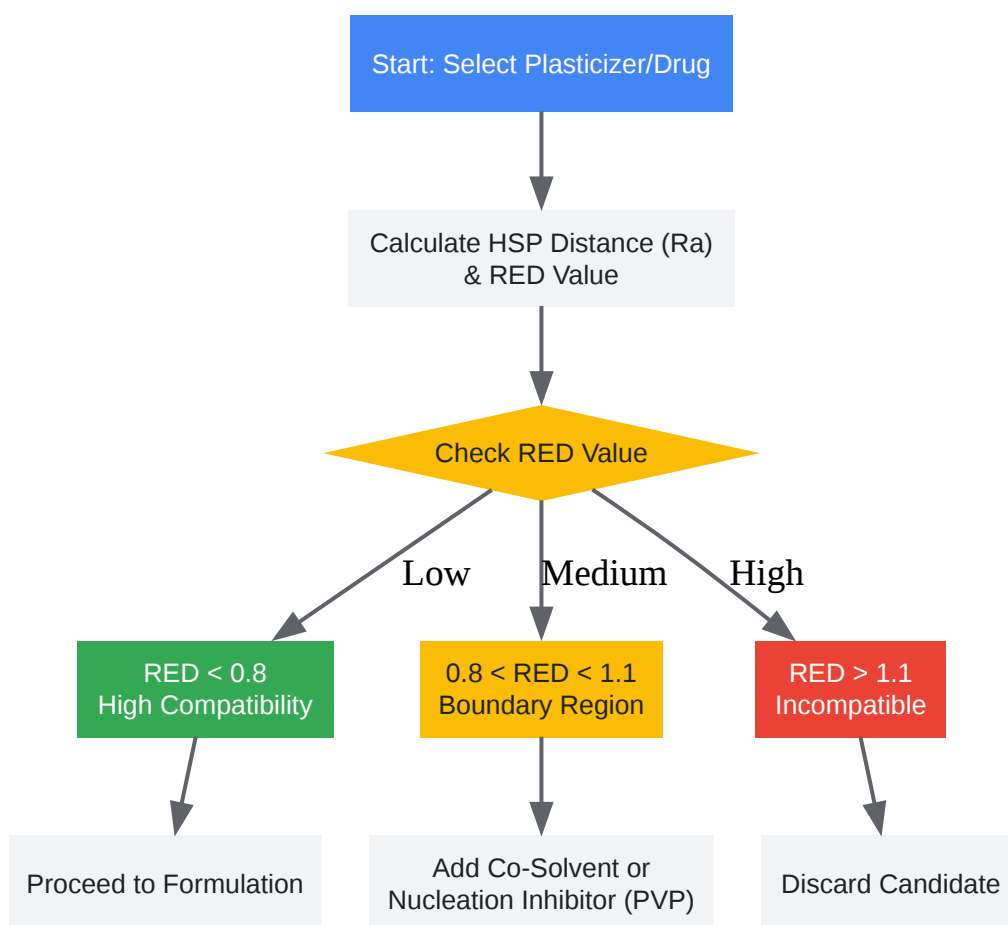 Start: Select Plasticizer/Drug
Calculate HSP Distance (Ra)
& RED Value
Check RED Value
Low
Medium
High
RED < 0.8
High Compatibility
0.8 < RED < 1.1
Boundary Region
RED > 1.1
Incompatible
Proceed to Formulation
Add Co-Solvent or
Nucleation Inhibitor (PVP)
Discard Candidate